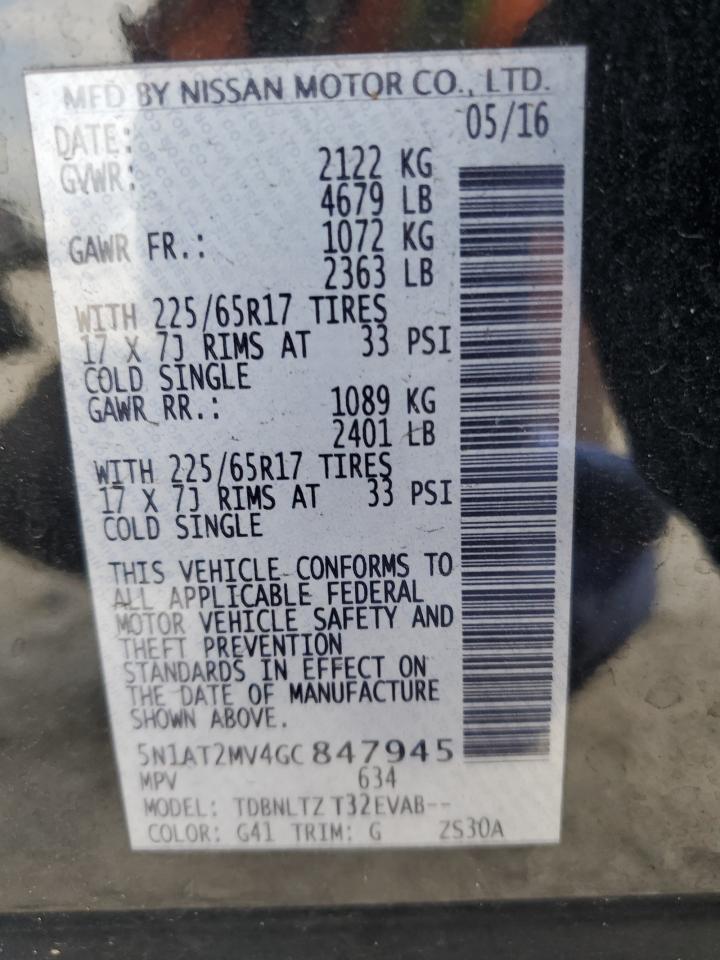 MFD BY NISSAN MOTOR CO., LTD.
DATE: 05/16
GVWR: 2122 KG
4679 LB
GAWR FR.: 1072 KG
2363 LB
WITH 225/65R17 TIRES
17 X 7J RIMS AT 33 PSI
COLD SINGLE
GAWR RR.: 1089 KG
2401 LB
WITH 225/65R17 TIRES
17 X 7J RIMS AT 33 PSI
COLD SINGLE
THIS VEHICLE CONFORMS TO
ALL APPLICABLE FEDERAL
MOTOR VEHICLE SAFETY AND
THEFT PREVENTION
STANDARDS IN EFFECT ON
THE DATE OF MANUFACTURE
SHOWN ABOVE.
5N1AT2MV4GC847945
MPV 634
MODEL: TDBNLTZ T32EVAB--
COLOR: G41 TRIM: G ZS30A